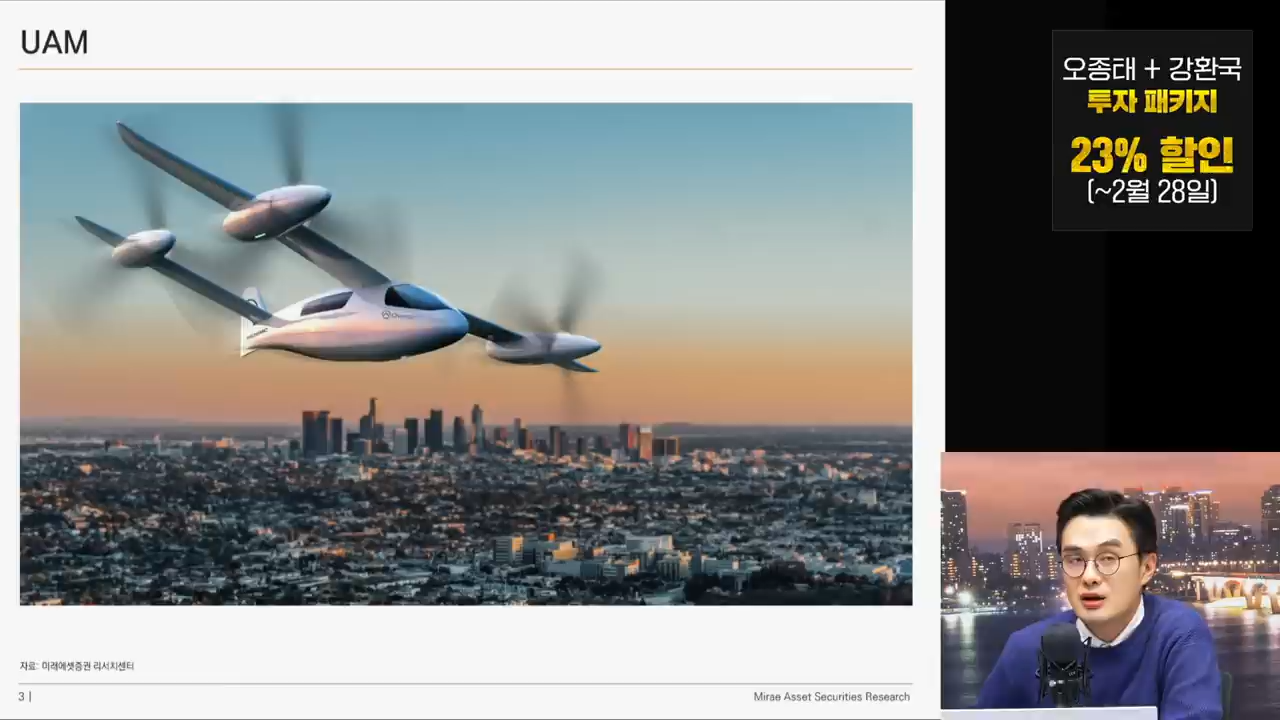 UAM
오종태 + 강환국
투자 패키지
23% 할인
(~2월 28일)
자료: 미래에셋증권 리서치센터
3 |
Mirae Asset Securities Research